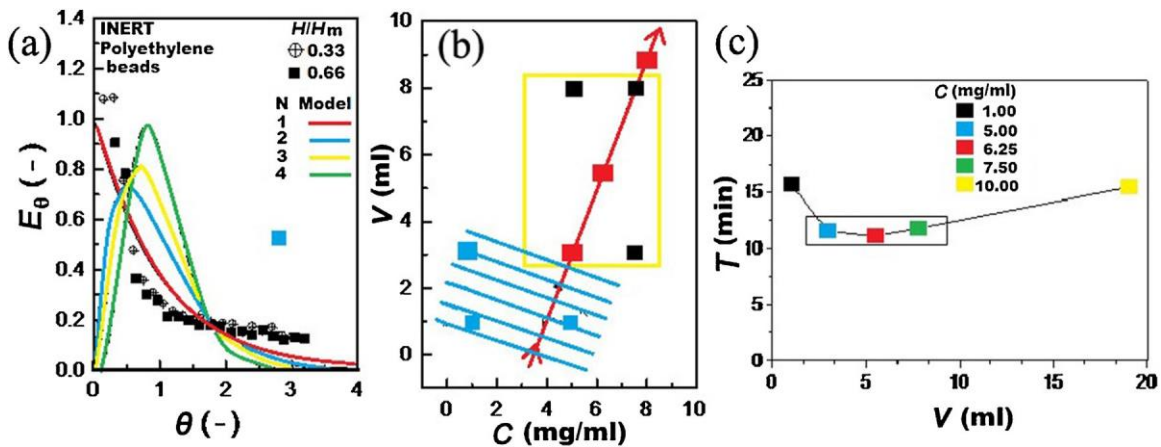 (a)
INERT
Polyethylene
beads
H/Hm
0.33
0.66
N Model
1
2
3
4
1.4
1.2
1.0
0.8
0.6
0.4
0.2
0.0
Eθ (-)
0 1 2 3 4
θ (-)
(b)
10
8
6
4
2
0
V (ml)
0 2 4 6 8 10
C (mg/ml)
(c)
25
20
15
10
5
0
T (min)
C (mg/ml)
1.00
5.00
6.25
7.50
10.00
0 5 10 15 20
V (ml)